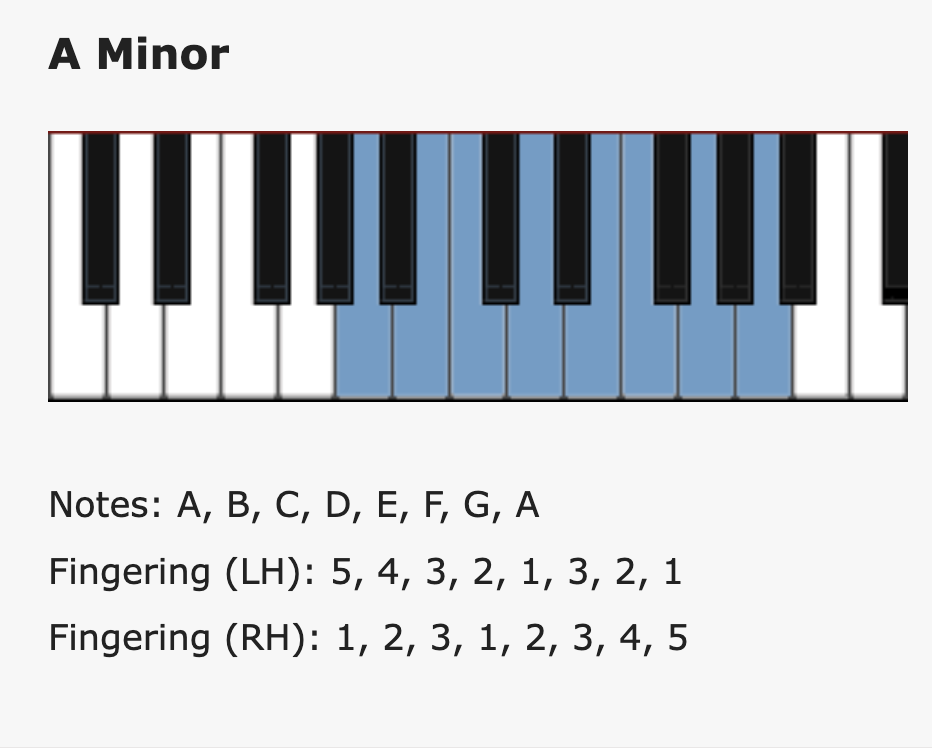 A Minor
Notes: A, B, C, D, E, F, G, A
Fingering (LH): 5, 4, 3, 2, 1, 3, 2, 1
Fingering (RH): 1, 2, 3, 1, 2, 3, 4, 5